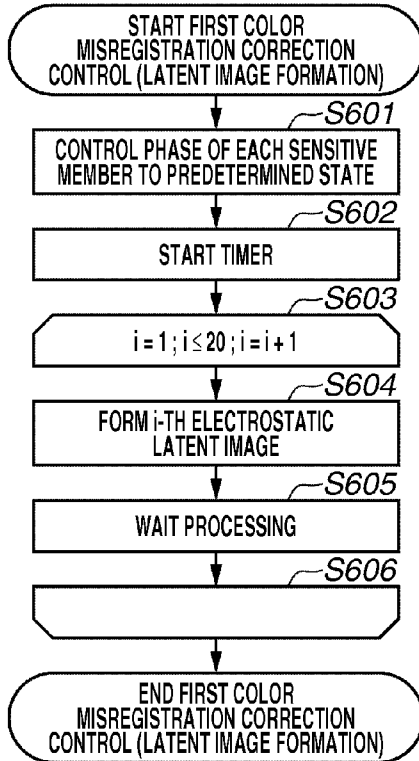 START FIRST COLOR
MISREGISTRATION CORRECTION
CONTROL (LATENT IMAGE FORMATION)
S601
CONTROL PHASE OF EACH SENSITIVE
MEMBER TO PREDETERMINED STATE
S602
START TIMER
S603
i = 1 ; i ≤ 20 ; i = i + 1
S604
FORM i-TH ELECTROSTATIC
LATENT IMAGE
S605
WAIT PROCESSING
S606
END FIRST COLOR
MISREGISTRATION CORRECTION
CONTROL (LATENT IMAGE FORMATION)